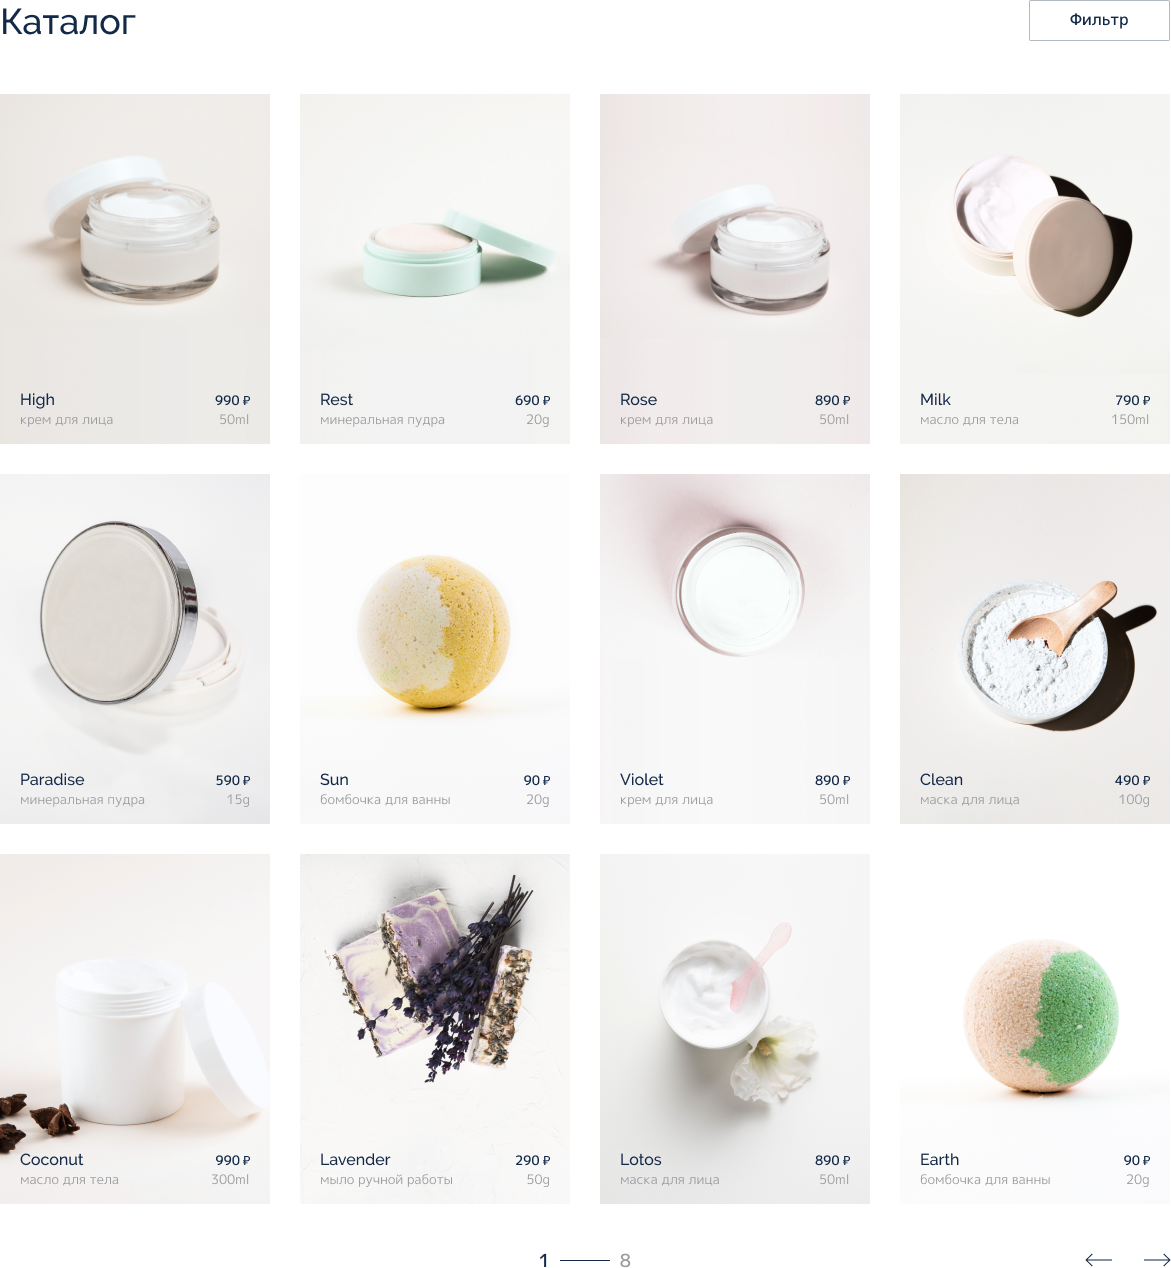 Каталог
Фильтр
High 990 ₽
крем для лица 50ml
Rest 690 ₽
минеральная пудра 20g
Rose 890 ₽
крем для лица 50ml
Milk 790 ₽
масло для тела 150ml
Paradise 590 ₽
минеральная пудра 15g
Sun 90 ₽
бомбочка для ванны 20g
Violet 890 ₽
крем для лица 50ml
Clean 490 ₽
маска для лица 100g
Coconut 990 ₽
масло для тела 300ml
Lavender 290 ₽
мыло ручной работы 50g
Lotos 890 ₽
маска для лица 50ml
Earth 90 ₽
бомбочка для ванны 20g
1 8